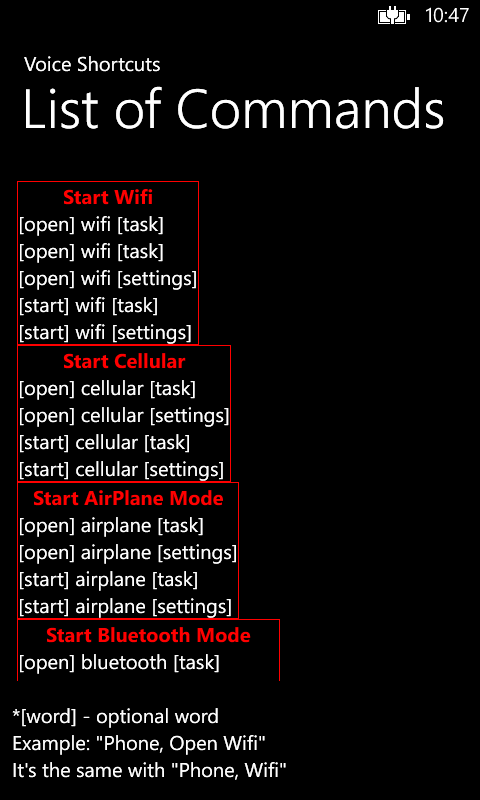 10:47
Voice Shortcuts
List of Commands
Start Wifi
[open] wifi [task]
[open] wifi [task]
[open] wifi [settings]
[start] wifi [task]
[start] wifi [settings]
Start Cellular
[open] cellular [task]
[open] cellular [settings]
[start] cellular [task]
[start] cellular [settings]
Start AirPlane Mode
[open] airplane [task]
[open] airplane [settings]
[start] airplane [task]
[start] airplane [settings]
Start Bluetooth Mode
[open] bluetooth [task]
*[word] - optional word
Example: "Phone, Open Wifi"
It's the same with "Phone, Wifi"